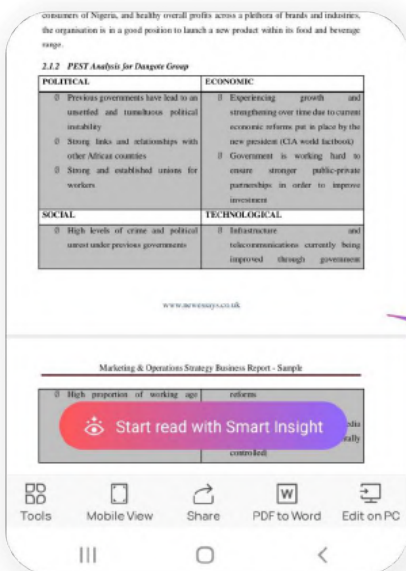 consumers of Nigeria, and healthy overall profits across a plethora of brands and industries,
the organisation is in a good position to launch a new product within its food and beverage
range.
2.1.2 PEST Analysis for Dangote Group
POLITICAL
Previous governments have lead to an
unsettled and tumultuous political
instability
Strong links and relationships with
other African countries
Strong and established unions for
workers
ECONOMIC
Experiencing growth and
strengthening over time due to current
economic reforms put in place by the
new president (CIA world factbook)
Government is working hard to
ensure stronger public-private
partnerships in order to improve
investment
SOCIAL
High levels of crime and political
unrest under previous governments
TECHNOLOGICAL
Infrastructure and
telecommunications currently being
improved through government
www.newessays.co.uk
Marketing & Operations Strategy Business Report - Sample
High proportion of working age
reforms
controlled
Start read with Smart Insight
Tools
Mobile View
Share
W
PDF to Word
Edit on PC